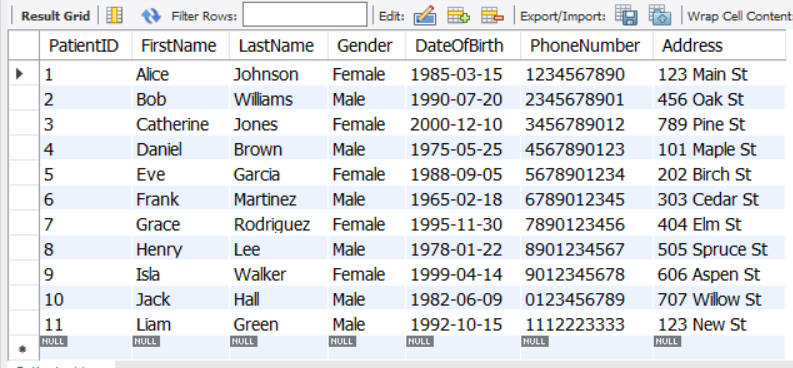 Result Grid Filter Rows: Edit: Export/Import: Wrap Cell Content:
PatientID FirstName LastName Gender DateOfBirth PhoneNumber Address
1 Alice Johnson Female 1985-03-15 1234567890 123 Main St
2 Bob Williams Male 1990-07-20 2345678901 456 Oak St
3 Catherine Jones Female 2000-12-10 3456789012 789 Pine St
4 Daniel Brown Male 1975-05-25 4567890123 101 Maple St
5 Eve Garcia Female 1988-09-05 5678901234 202 Birch St
6 Frank Martinez Male 1965-02-18 6789012345 303 Cedar St
7 Grace Rodriguez Female 1995-11-30 7890123456 404 Elm St
8 Henry Lee Male 1978-01-22 8901234567 505 Spruce St
9 Isla Walker Female 1999-04-14 9012345678 606 Aspen St
10 Jack Hall Male 1982-06-09 0123456789 707 Willow St
11 Liam Green Male 1992-10-15 1112223333 123 New St
NULL NULL NULL NULL NULL NULL NULL